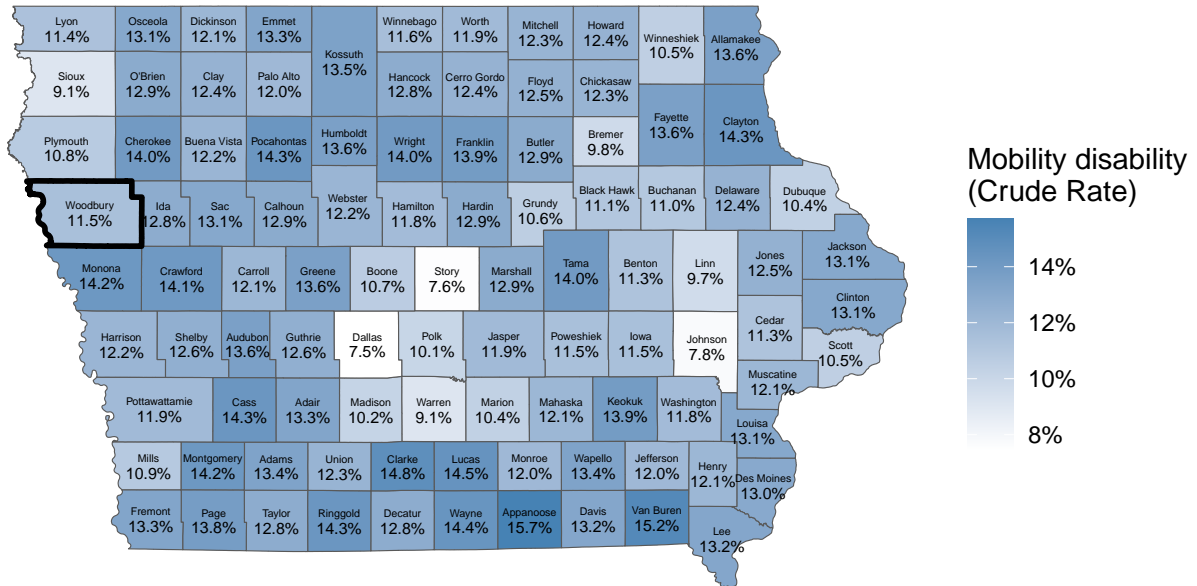 Lyon
11.4%
Osceola
13.1%
Dickinson
12.1%
Emmet
13.3%
Kossuth
13.5%
Winnebago
11.6%
Worth
11.9%
Mitchell
12.3%
Howard
12.4%
Winneshiek
10.5%
Allamakee
13.6%
Sioux
9.1%
O'Brien
12.9%
Clay
12.4%
Palo Alto
12.0%
Hancock
12.8%
Cerro Gordo
12.4%
Floyd
12.5%
Chickasaw
12.3%
Fayette
13.6%
Clayton
14.3%
Plymouth
10.8%
Cherokee
14.0%
Buena Vista
12.2%
Pocahontas
14.3%
Humboldt
13.6%
Wright
14.0%
Franklin
13.9%
Butler
12.9%
Bremer
9.8%
Woodbury
11.5%
Ida
12.8%
Sac
13.1%
Calhoun
12.9%
Webster
12.2%
Hamilton
11.8%
Hardin
12.9%
Grundy
10.6%
Black Hawk
11.1%
Buchanan
11.0%
Delaware
12.4%
Dubuque
10.4%
Monona
14.2%
Crawford
14.1%
Carroll
12.1%
Greene
13.6%
Boone
10.7%
Story
7.6%
Marshall
12.9%
Tama
14.0%
Benton
11.3%
Linn
9.7%
Jones
12.5%
Jackson
13.1%
Clinton
13.1%
Harrison
12.2%
Shelby
12.6%
Audubon
13.6%
Guthrie
12.6%
Dallas
7.5%
Polk
10.1%
Jasper
11.9%
Poweshiek
11.5%
Iowa
11.5%
Johnson
7.8%
Cedar
11.3%
Scott
10.5%
Muscatine
12.1%
Pottawattamie
11.9%
Cass
14.3%
Adair
13.3%
Madison
10.2%
Warren
9.1%
Marion
10.4%
Mahaska
12.1%
Keokuk
13.9%
Washington
11.8%
Louisa
13.1%
Mills
10.9%
Montgomery
14.2%
Adams
13.4%
Union
12.3%
Clarke
14.8%
Lucas
14.5%
Monroe
12.0%
Wapello
13.4%
Jefferson
12.0%
Henry
12.1%
Des Moines
13.0%
Fremont
13.3%
Page
13.8%
Taylor
12.8%
Ringgold
14.3%
Decatur
12.8%
Wayne
14.4%
Appanoose
15.7%
Davis
13.2%
Van Buren
15.2%
Lee
13.2%
Mobility disability
(Crude Rate)
14%
12%
10%
8%